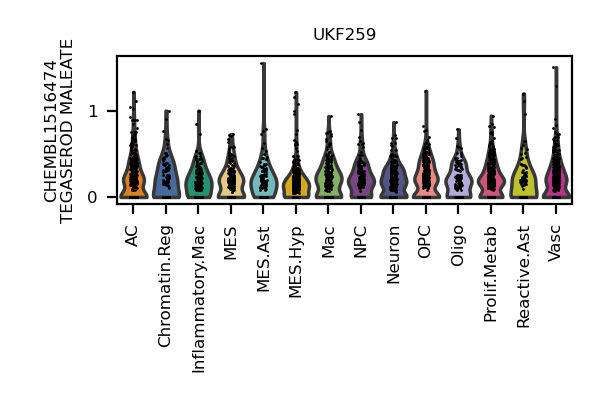 UKF259
CHEMBL1516474
TEGASEROD MALEATE
1
0
AC
Chromatin.Reg
Inflammatory.Mac
MES
MES.Ast
MES.Hyp
Mac
NPC
Neuron
OPC
Oligo
Prolif.Metab
Reactive.Ast
Vasc